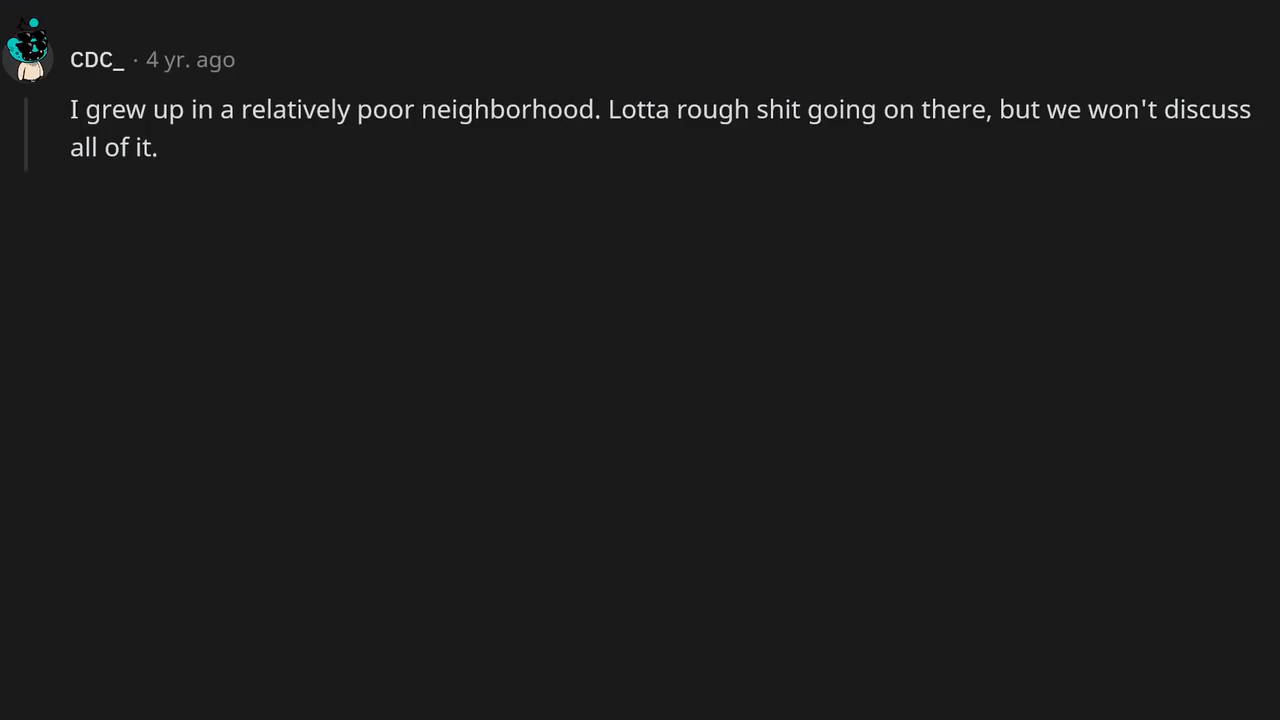 CDC_ · 4 yr. ago
I grew up in a relatively poor neighborhood. Lotta rough shit going on there, but we won't discuss
all of it.